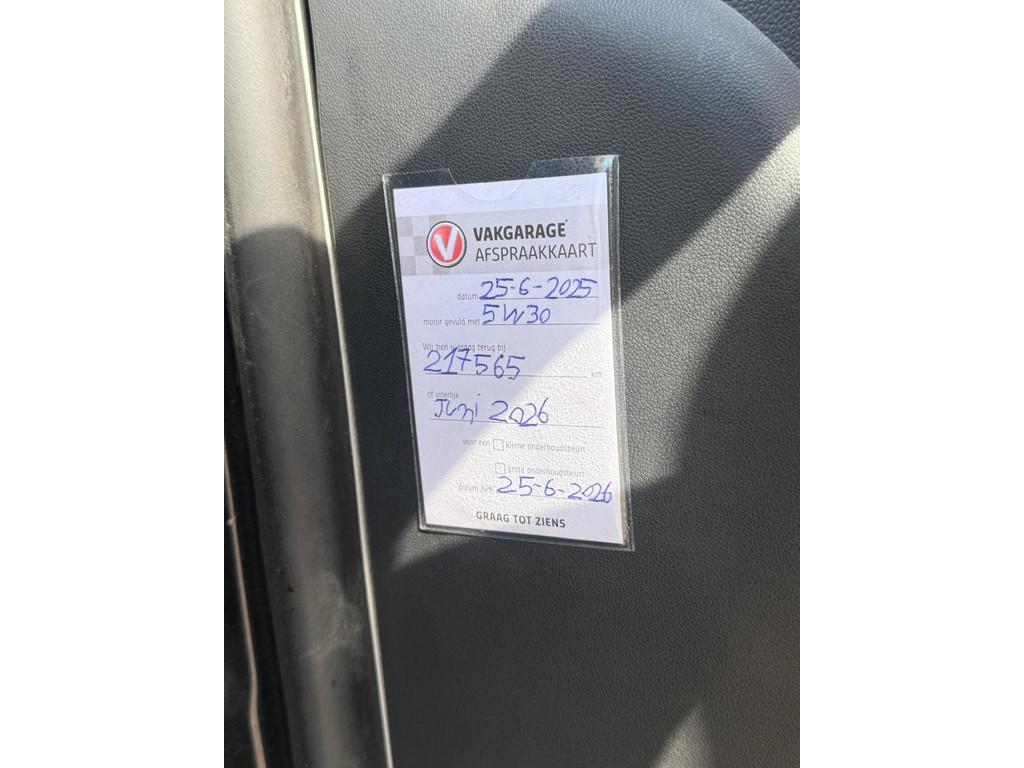 V
VAKGARAGE®
AFSPRAAKKAART
datum 25-6-2025
motor gevuld met 5W30
Wij zien u graag terug bij
217565 km
of uiterlijk
Juni 2026
voor een kleine onderhoudsbeurt
grote onderhoudsbeurt
datum APK 25-6-2026
GRAAG TOT ZIENS